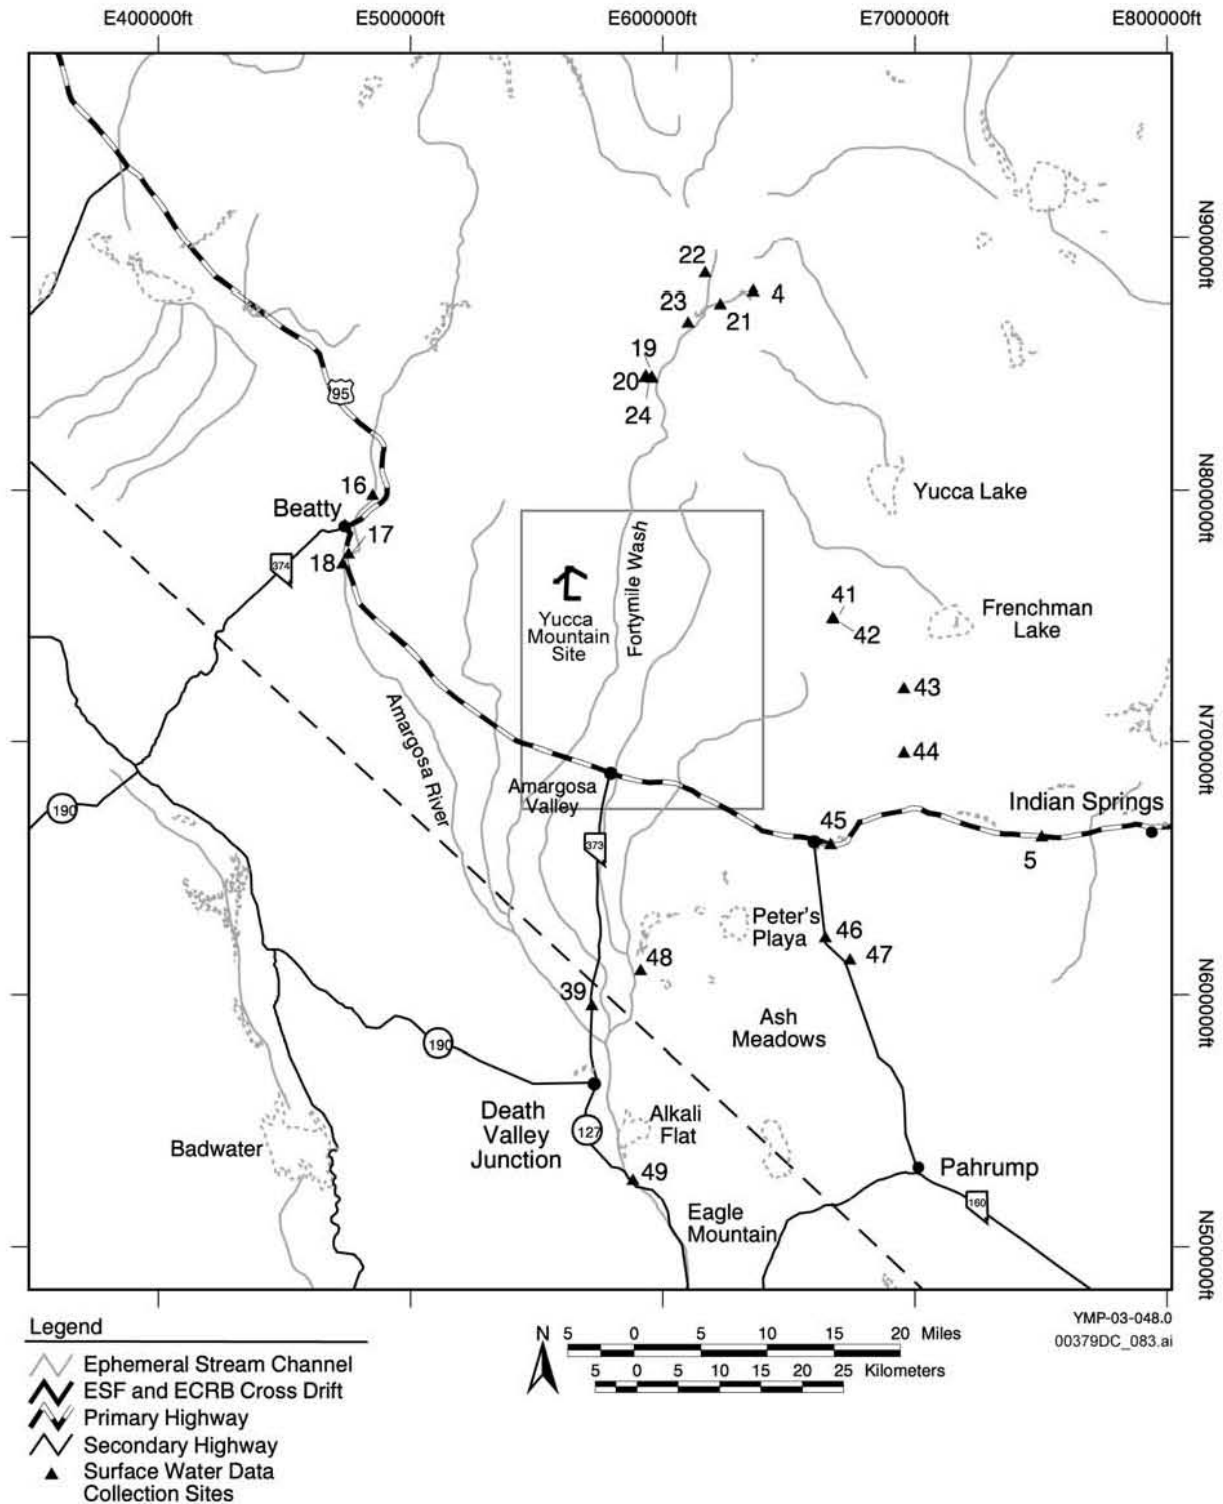 E400000ft E500000ft E600000ft E700000ft E800000ft
N900000ft
22
23
4
21
19
20
24
95
N800000ft
Yucca Lake
16
Beatty
17
18
374
Fortymile Wash
Yucca
Mountain
Site
41
42
Frenchman
Lake
43
Amargosa River
N700000ft
44
Amargosa
Valley
190
Indian Springs
45
5
373
Peter's
Playa
46
47
48
39
N600000ft
Ash
Meadows
190
Death
Valley
Junction
127
Alkali
Flat
Badwater
49
Pahrump
160
Eagle
Mountain
N500000ft
YMP-03-048.0
00379DC_083.ai
Legend
Ephemeral Stream Channel
ESF and ECRB Cross Drift
Primary Highway
Secondary Highway
Surface Water Data
Collection Sites
N
5 0 5 10 15 20 Miles
5 0 5 10 15 20 25 Kilometers